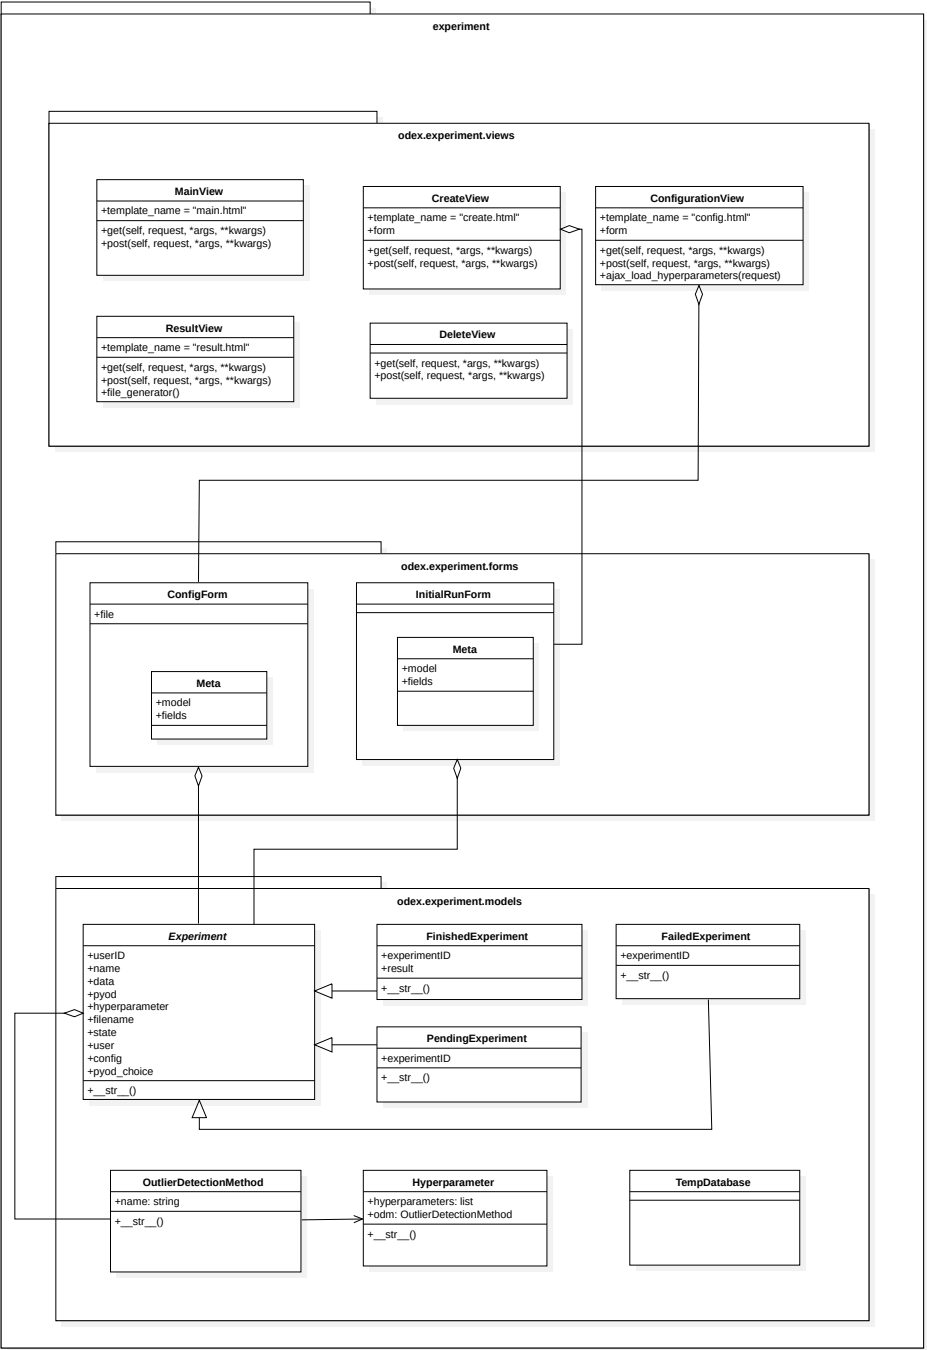 experiment
odex.experiment.views
MainView
+template_name = "main.html"
+get(self, request, *args, **kwargs)
+post(self, request, *args, **kwargs)
CreateView
+template_name = "create.html"
+form
+get(self, request, *args, **kwargs)
+post(self, request, *args, **kwargs)
ConfigurationView
+template_name = "config.html"
+form
+get(self, request, *args, **kwargs)
+post(self, request, *args, **kwargs)
+ajax_load_hyperparameters(request)
ResultView
+template_name = "result.html"
+get(self, request, *args, **kwargs)
+post(self, request, *args, **kwargs)
+file_generator()
DeleteView
+get(self, request, *args, **kwargs)
+post(self, request, *args, **kwargs)
odex.experiment.forms
ConfigForm
+file
Meta
+model
+fields
InitialRunForm
Meta
+model
+fields
odex.experiment.models
Experiment
+userID
+name
+data
+pyod
+hyperparameter
+filename
+state
+user
+config
+pyod_choice
+__str__()
FinishedExperiment
+experimentID
+result
+__str__()
FailedExperiment
+experimentID
+__str__()
PendingExperiment
+experimentID
+__str__()
OutlierDetectionMethod
+name: string
+__str__()
Hyperparameter
+hyperparameters: list
+odm: OutlierDetectionMethod
+__str__()
TempDatabase